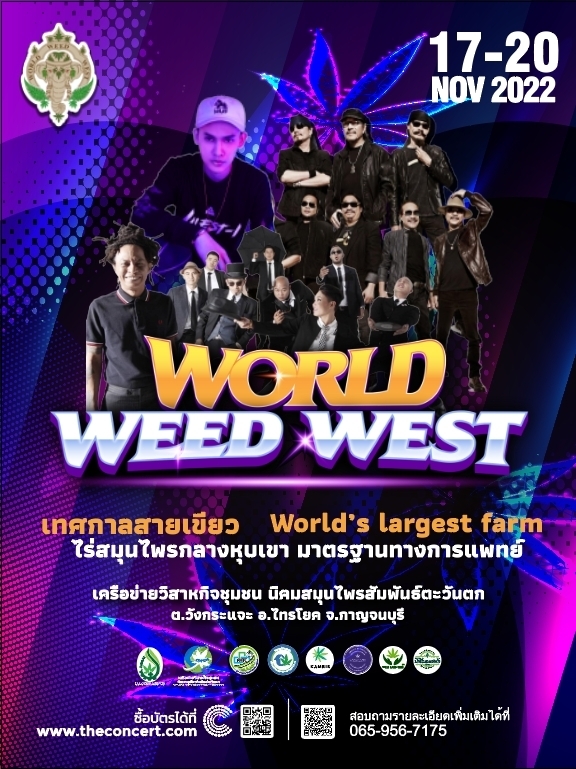 17-20
NOV 2022
WORLD
WEED WEST
เทศกาลสายเขียว World's largest farm
ไร่สมุนไพรกลางหุบเขา มาตรฐานทางการแพทย์
เครือข่ายวิสาหกิจชุมชน นิคมสมุนไพรสัมพันธ์ตะวันตก
ต.วังกระแจะ อ.ไทรโยค จ.กาญจนบุรี
KANBIS
ซื้อบัตรได้ที่
www.theconcert.com
สอบถามรายละเอียดเพิ่มเติมได้ที่
065-956-7175